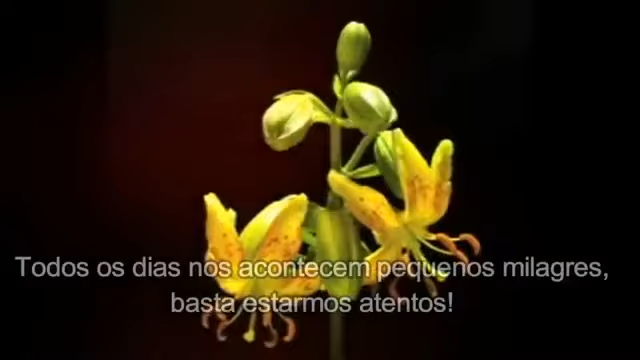 Todos os dias nos acontecem pequenos milagres,
basta estarmos atentos!